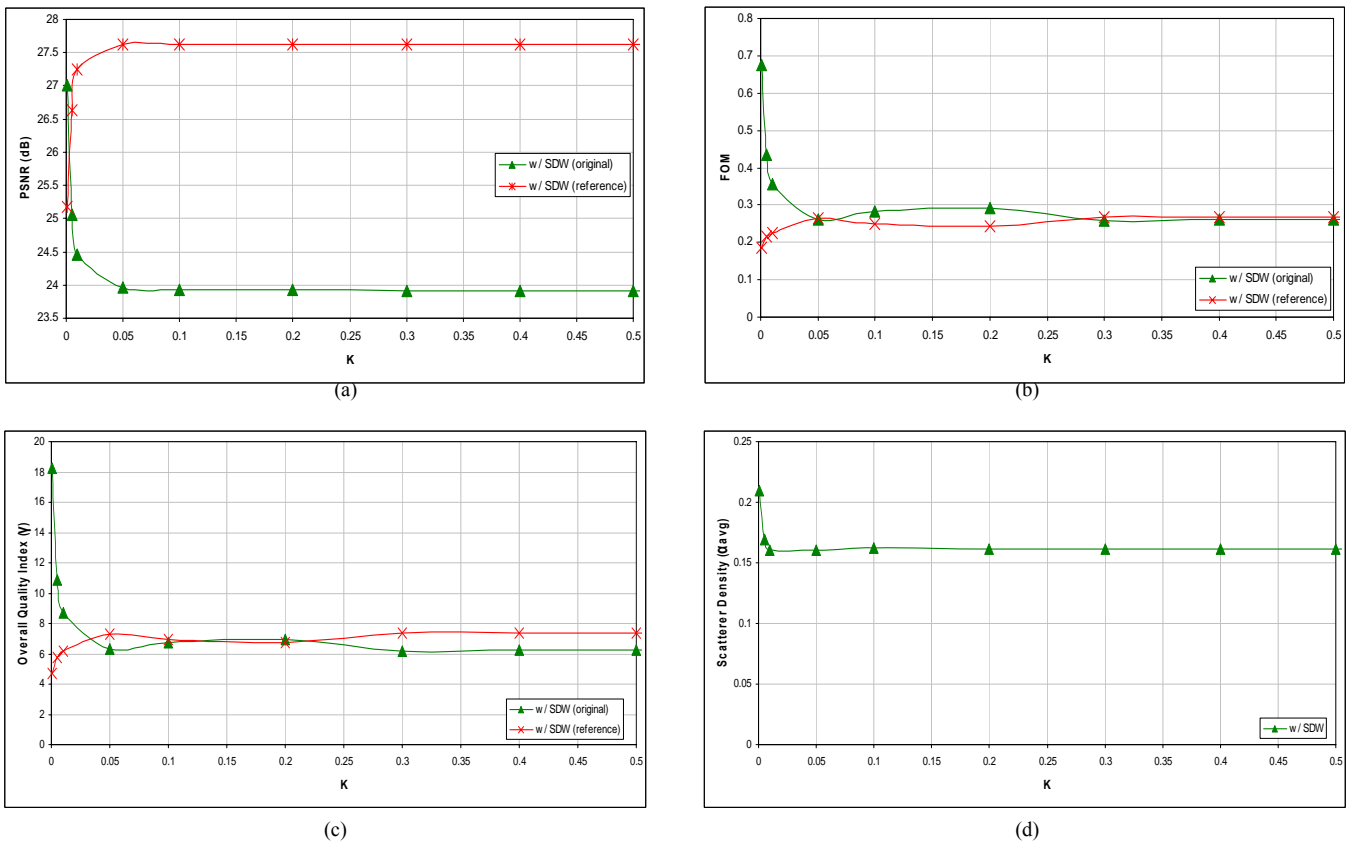 28
27.5
27
26.5
26
25.5
25
24.5
24
23.5
PSNR (dB)
w/ SDW (original)
w/ SDW (reference)
0 0.05 0.1 0.15 0.2 0.25 0.3 0.35 0.4 0.45 0.5
K
(a)
0.8
0.7
0.6
0.5
0.4
0.3
0.2
0.1
0
FOM
w/ SDW (original)
w/ SDW (reference)
0 0.05 0.1 0.15 0.2 0.25 0.3 0.35 0.4 0.45 0.5
K
(b)
20
18
16
14
12
10
8
6
4
2
0
Overall Quality Index (γ)
w/ SDW (original)
w/ SDW (reference)
0 0.05 0.1 0.15 0.2 0.25 0.3 0.35 0.4 0.45 0.5
K
(c)
0.25
0.2
0.15
0.1
0.05
0
Scatterer Density (αavg)
w/ SDW
0 0.05 0.1 0.15 0.2 0.25 0.3 0.35 0.4 0.45 0.5
K
(d)